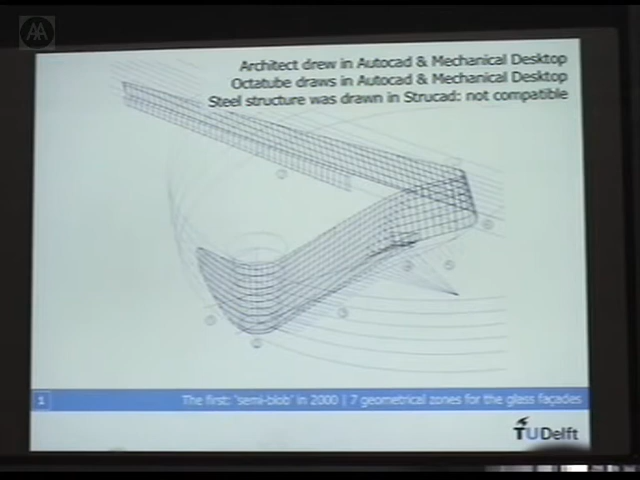 AA
Architect drew in Autocad & Mechanical Desktop
Octatube draws in Autocad & Mechanical Desktop
Steel structure was drawn in Strucad: not compatible
1
The first: 'semi-blob' in 2000 | 7 geometrical zones for the glass façades
TUDelft